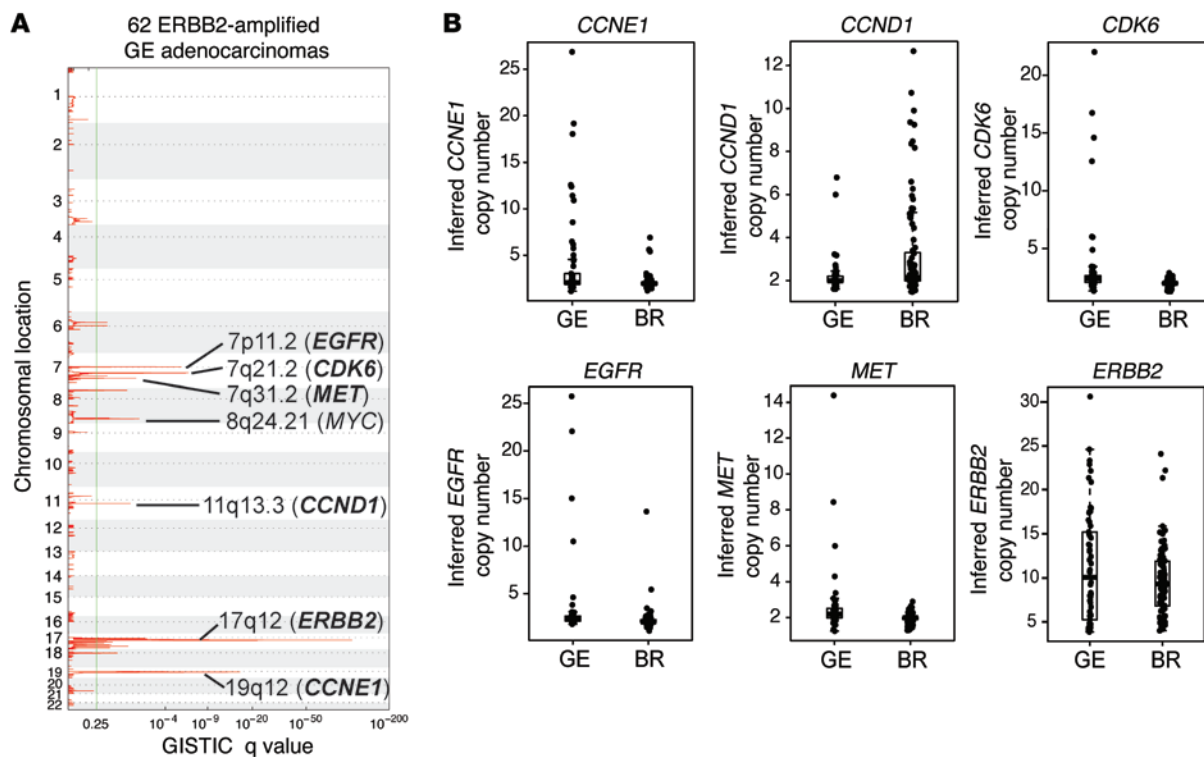 A
62 ERBB2-amplified
GE adenocarcinomas
Chromosomal location
1
2
3
4
5
6
7
8
9
10
11
12
13
14
15
16
17
18
19
20
21
22
7p11.2 (EGFR)
7q21.2 (CDK6)
7q31.2 (MET)
8q24.21 (MYC)
11q13.3 (CCND1)
17q12 (ERBB2)
19q12 (CCNE1)
0.25 10⁻⁴ 10⁻⁹ 10⁻²⁰ 10⁻⁵⁰ 10⁻²⁰⁰
GISTIC q value
B
CCNE1
Inferred CCNE1
copy number
25
20
15
10
5
GE BR
CCND1
Inferred CCND1
copy number
12
10
8
6
4
2
GE BR
CDK6
Inferred CDK6
copy number
20
15
10
5
GE BR
EGFR
Inferred EGFR
copy number
25
20
15
10
5
GE BR
MET
Inferred MET
copy number
14
12
10
8
6
4
2
GE BR
ERBB2
Inferred ERBB2
copy number
30
25
20
15
10
5
GE BR